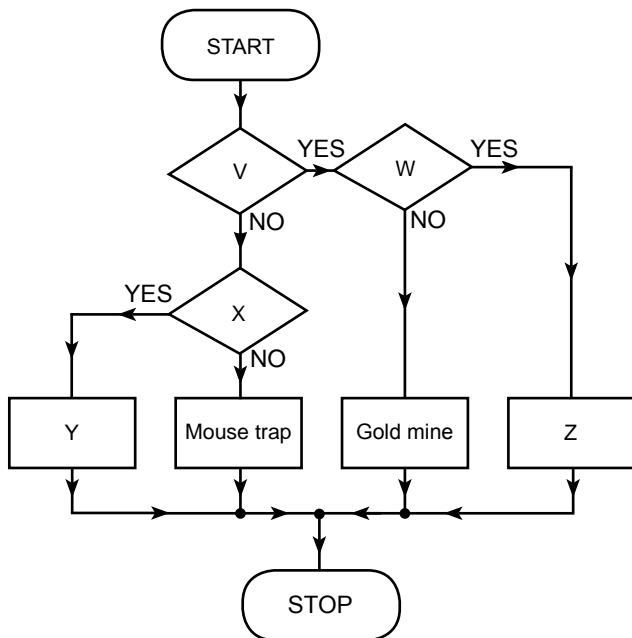 START
V
YES
W
YES
NO
NO
YES
X
NO
Y
Mouse trap
Gold mine
Z
STOP